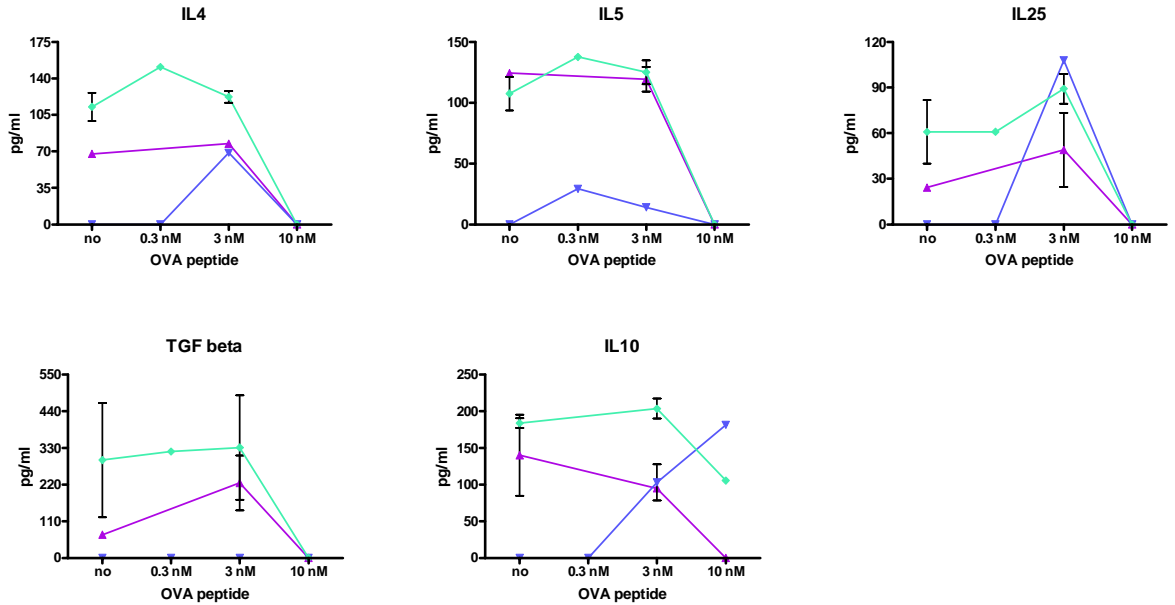 IL4
175
140
105
70
35
0
pg/ml
no 0.3 nM 3 nM 10 nM
OVA peptide
IL5
150
100
50
0
pg/ml
no 0.3 nM 3 nM 10 nM
OVA peptide
IL25
120
90
60
30
0
pg/ml
no 0.3 nM 3 nM 10 nM
OVA peptide
TGF beta
550
440
330
220
110
0
pg/ml
no 0.3 nM 3 nM 10 nM
OVA peptide
IL10
250
200
150
100
50
0
pg/ml
no 0.3 nM 3 nM 10 nM
OVA peptide